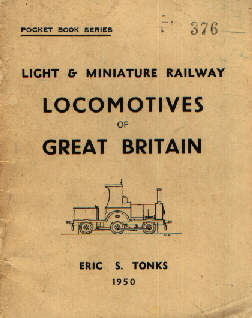 POCKET BOOK SERIES
376
LIGHT & MINIATURE RAILWAY
LOCOMOTIVES
OF
GREAT BRITAIN
ERIC S. TONKS
1950